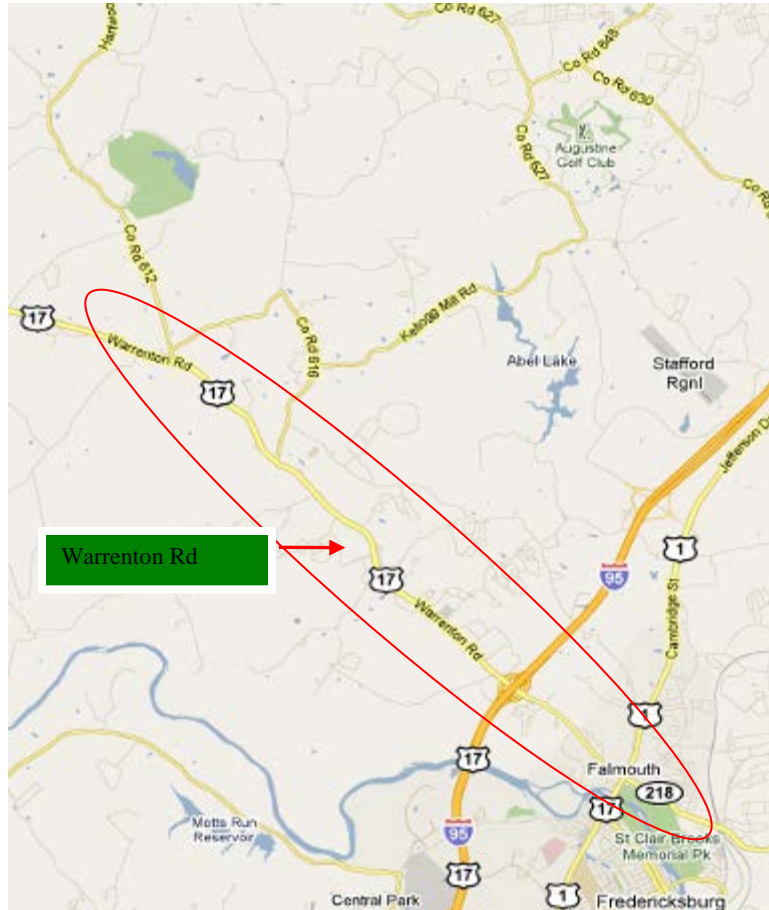 Co Rd 627
Co Rd 648
Co Rd 630
Augustine
Golf Club
Co Rd 627
Co Rd 612
17
Warrenton Rd
Kellogg Mill Rd
Co Rd 616
17
Abel Lake
Stafford
Rgnl
Jefferson
Warrenton Rd
17
1
95
Cambridge St
Warrenton Rd
1
17
Falmouth
218
17
Motts Run
Reservoir
95
St Clair Brooks
Memorial Pk
17
1
Central Park
Fredericksburg